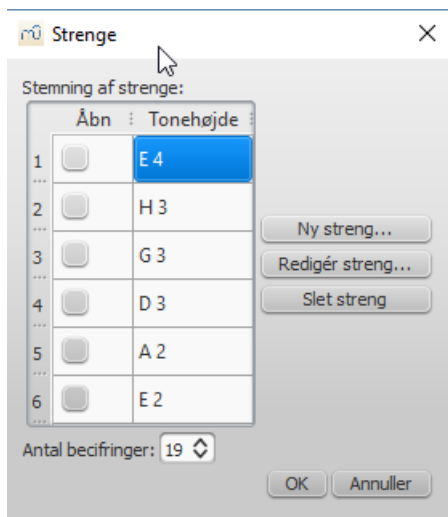 Strenge
Stemning af strenge:
Åbn Tonehøjde
1 E 4
2 H 3
3 G 3
4 D 3
5 A 2
6 E 2
Ny streng...
Redigér streng...
Slet streng
Antal becifringer: 19
OK Annuller